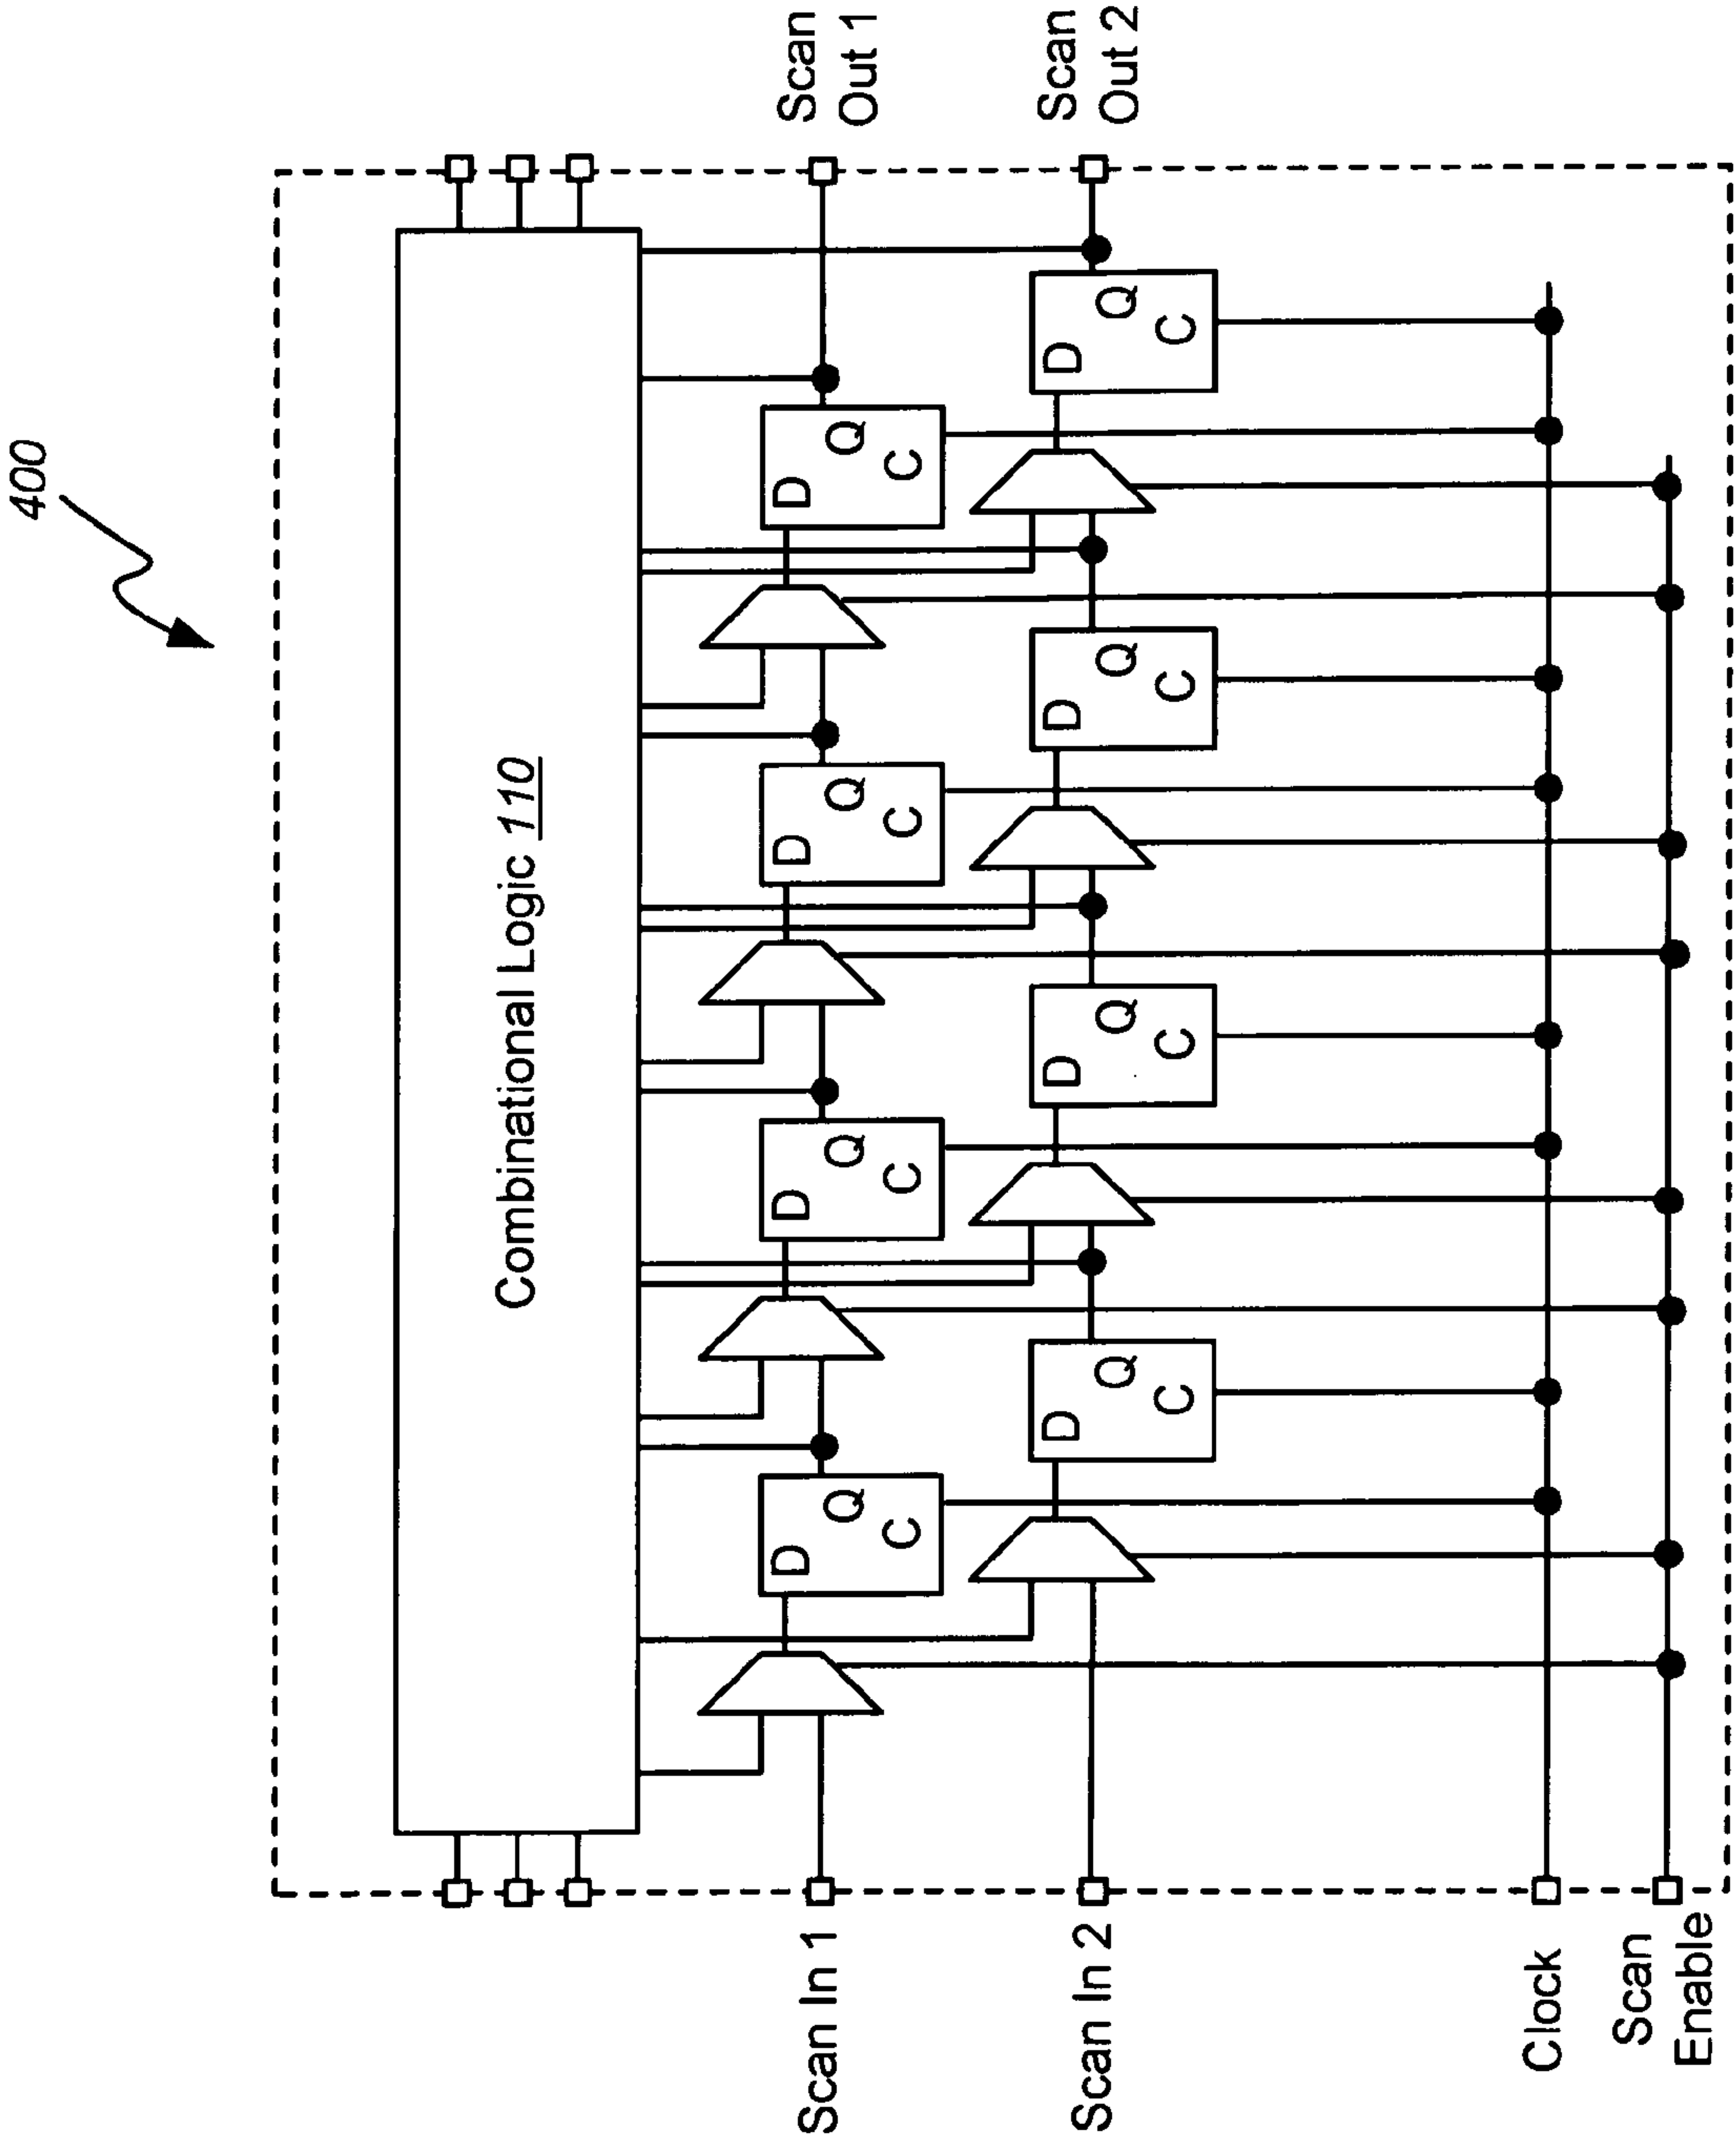 400
Combinational Logic 110
Scan In 1
Scan
Out 1
D
Q
C
D
Q
C
D
Q
C
D
Q
C
Scan In 2
Scan
Out 2
D
Q
C
D
Q
C
D
Q
C
D
Q
C
Clock
Scan
Enable